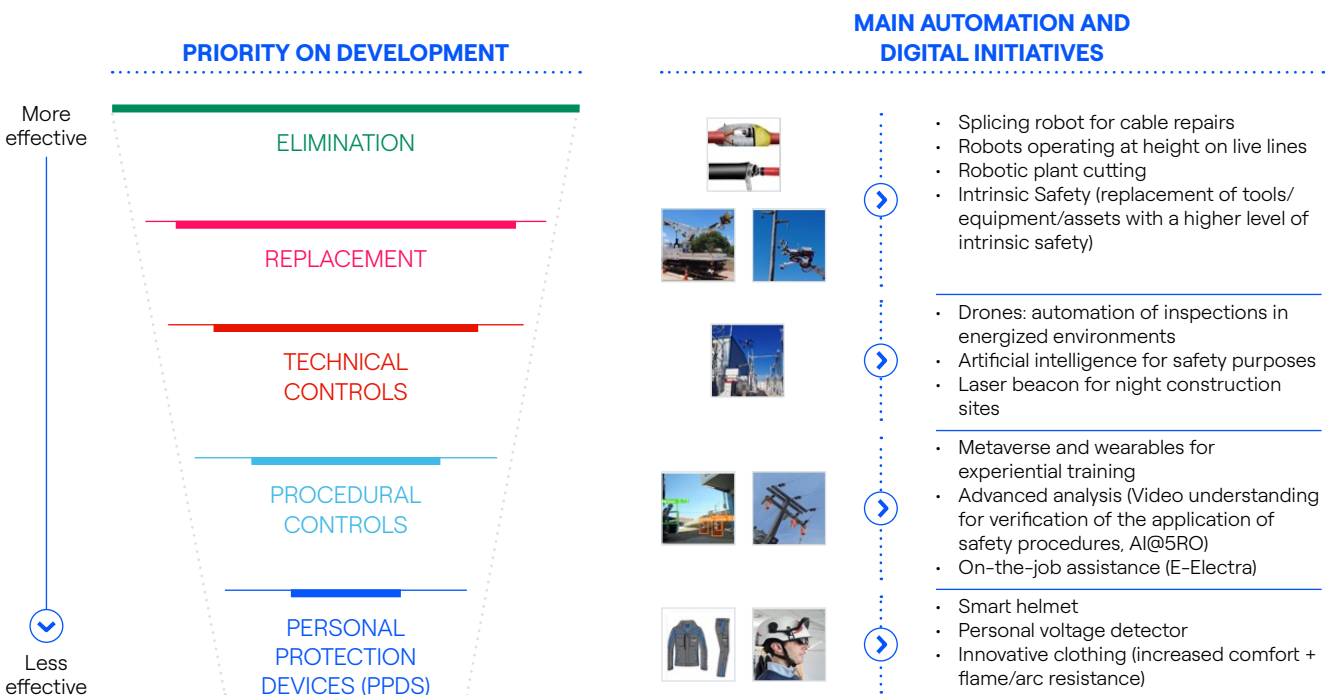 PRIORITY ON DEVELOPMENT
MAIN AUTOMATION AND
DIGITAL INITIATIVES
More
effective
Less
effective
ELIMINATION
REPLACEMENT
TECHNICAL
CONTROLS
PROCEDURAL
CONTROLS
PERSONAL
PROTECTION
DEVICES (PPDS)
• Splicing robot for cable repairs
• Robots operating at height on live lines
• Robotic plant cutting
• Intrinsic Safety (replacement of tools/
equipment/assets with a higher level of
intrinsic safety)
• Drones: automation of inspections in
energized environments
• Artificial intelligence for safety purposes
• Laser beacon for night construction
sites
• Metaverse and wearables for
experiential training
• Advanced analysis (Video understanding
for verification of the application of
safety procedures, AI@5RO)
• On-the-job assistance (E-Electra)
• Smart helmet
• Personal voltage detector
• Innovative clothing (increased comfort +
flame/arc resistance)